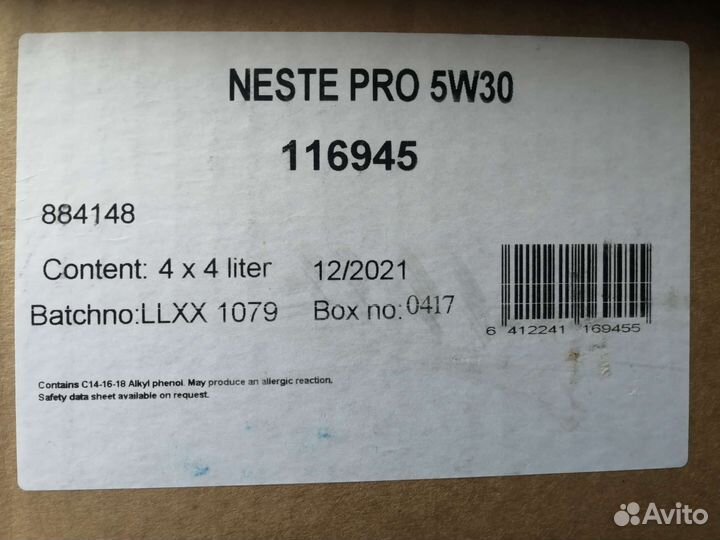 NESTE PRO 5W30
116945
884148
Content: 4 x 4 liter 12/2021
Batchno:LLXX 1079 Box no:0417
6 412241 169455
Contains C14-16-18 Alkyl phenol. May produce an allergic reaction.
Safety data sheet available on request.
Avito